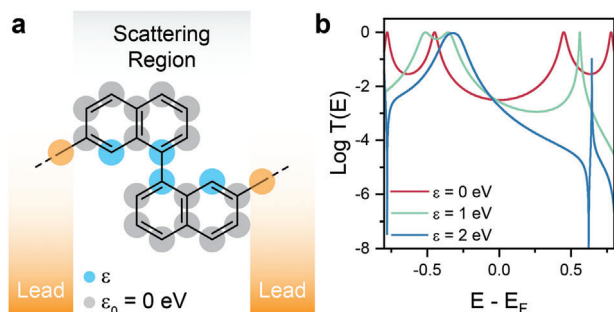 a
Scattering
Region
ε
ε₀ = 0 eV
Lead
Lead
b
Log T(E)
0
-2
-4
-6
-8
ε = 0 eV
ε = 1 eV
ε = 2 eV
-0.5
0.0
0.5
E - E_F